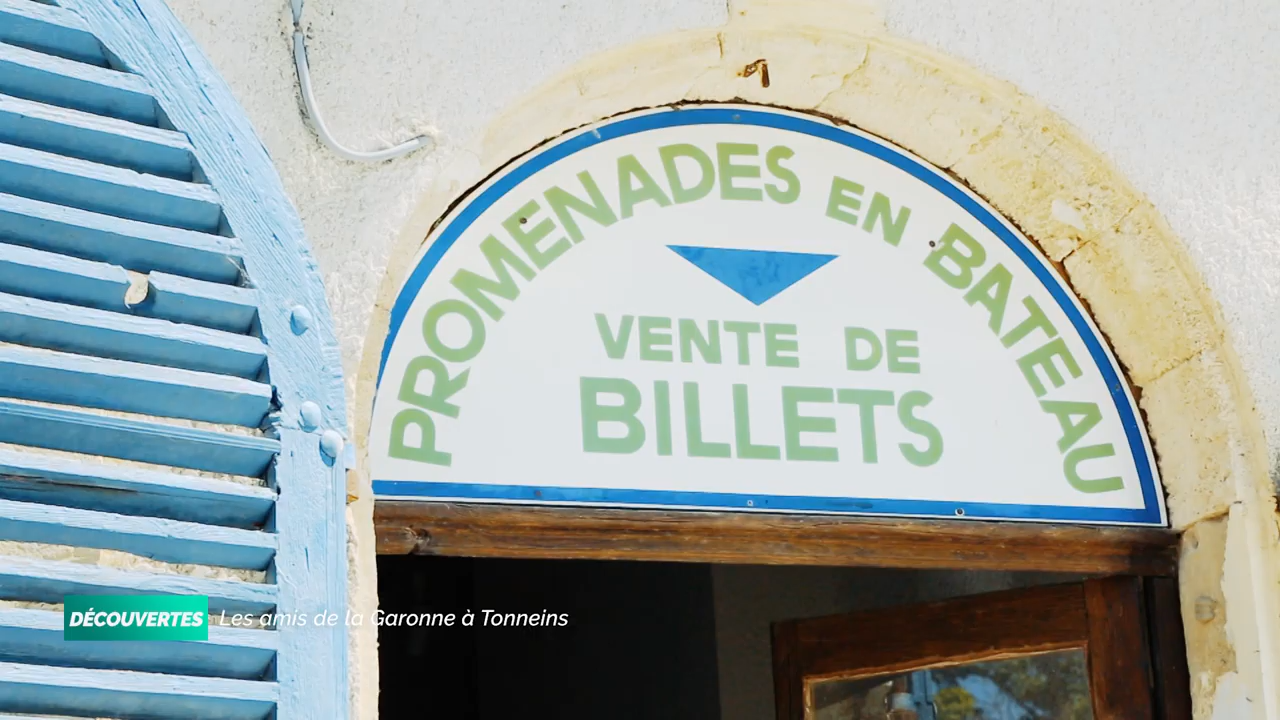 PROMENADES EN BATEAU
VENTE DE
BILLETS
DÉCOUVERTES Les amis de la Garonne à Tonneins